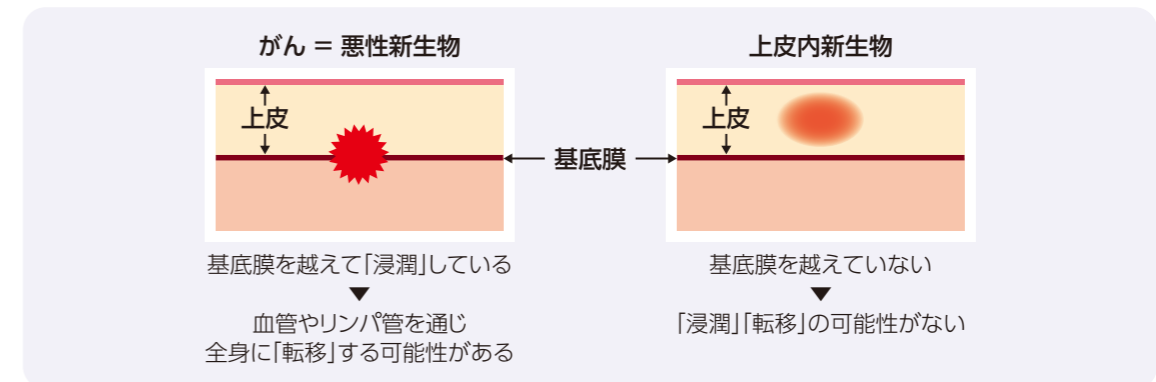 がん = 悪性新生物
上皮
基底膜を越えて「浸潤」している
▼
血管やリンパ管を通じ
全身に「転移」する可能性がある
基底膜
上皮内新生物
上皮
基底膜を越えていない
▼
「浸潤」「転移」の可能性がない